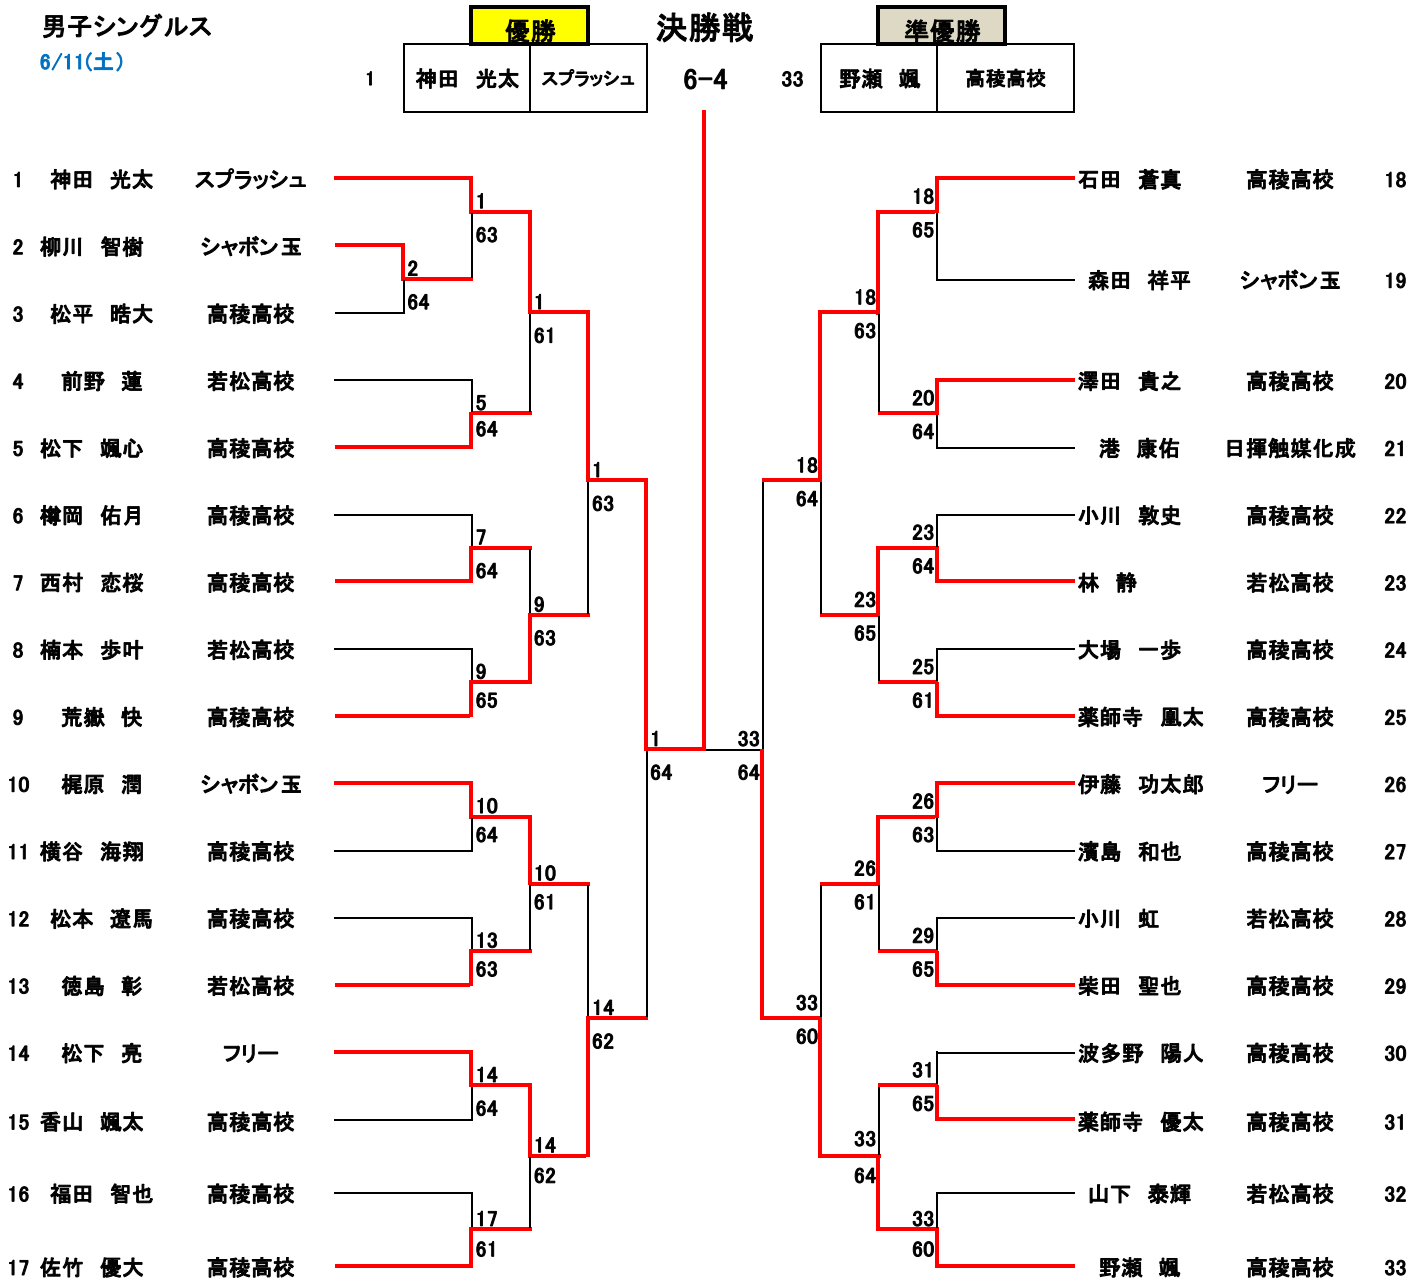 男子シングルス
優勝
決勝戦
準優勝
6/11(土)
1 神田 光太 スプラッシュ 6-4 33 野瀬 颯 高稜高校
1 神田 光太 スプラッシュ
1
63
2 柳川 智樹 シャボン玉
2
64
3 松平 晧大 高稜高校
1
61
4 前野 蓮 若松高校
5
64
5 松下 颯心 高稜高校
1
63
6 樽岡 佑月 高稜高校
7
64
7 西村 恋桜 高稜高校
9
63
8 楠本 歩叶 若松高校
9
65
9 荒嶽 快 高稜高校
1
64
10 梶原 潤 シャボン玉
10
64
11 横谷 海翔 高稜高校
10
61
12 松本 遼馬 高稜高校
13
63
13 徳島 彰 若松高校
14
62
14 松下 亮 フリー
14
64
15 香山 颯太 高稜高校
14
62
16 福田 智也 高稜高校
17
61
17 佐竹 優大 高稜高校
石田 蒼真 高稜高校 18
18
65
森田 祥平 シャボン玉 19
18
63
澤田 貴之 高稜高校 20
20
64
港 康佑 日揮触媒化成 21
18
64
小川 敦史 高稜高校 22
23
64
林 静 若松高校 23
23
65
大場 一歩 高稜高校 24
25
61
薬師寺 凰太 高稜高校 25
33
64
伊藤 功太郎 フリー 26
26
63
濱島 和也 高稜高校 27
26
61
小川 虹 若松高校 28
29
65
柴田 聖也 高稜高校 29
33
60
波多野 陽人 高稜高校 30
31
65
薬師寺 優太 高稜高校 31
33
64
山下 泰輝 若松高校 32
33
60
野瀬 颯 高稜高校 33